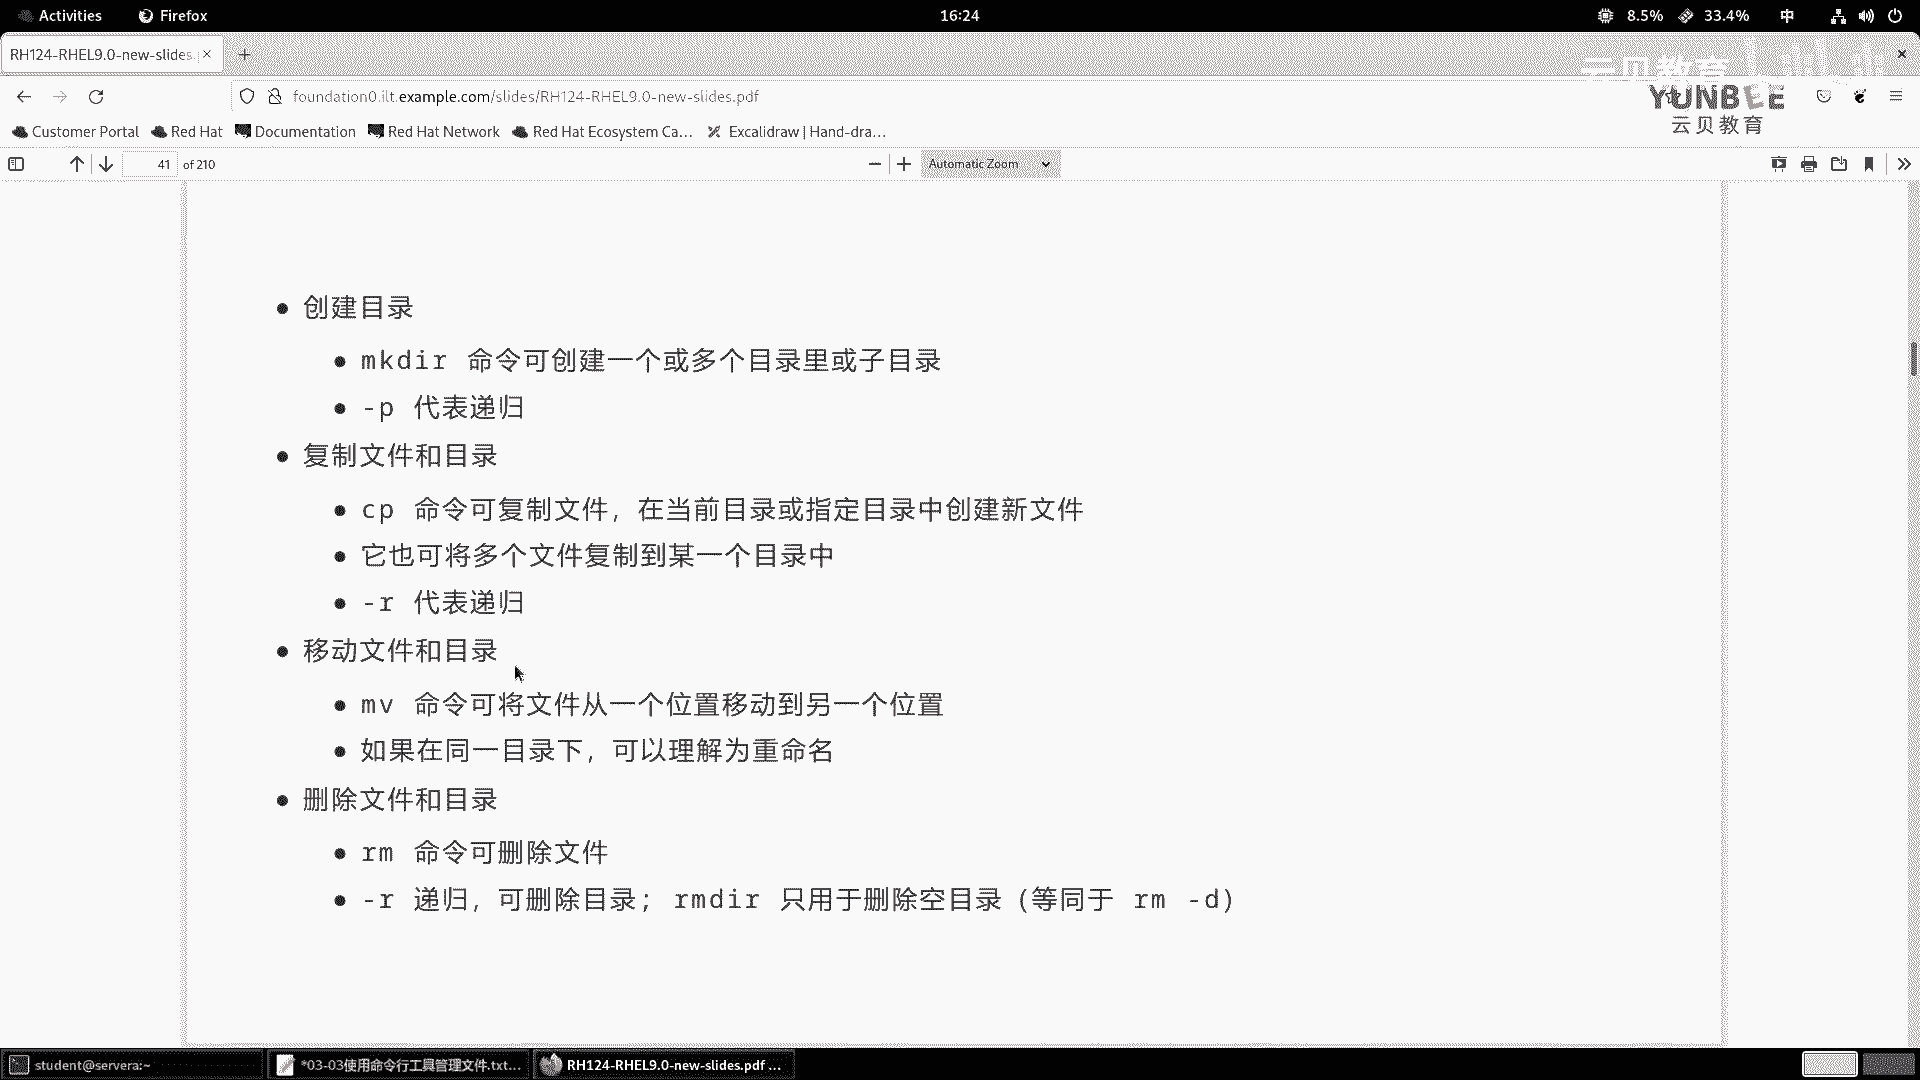 Activities
Firefox
16:24
8.5%
33.4%
中
RH124-RHEL9.0-new-slides.
云贝教育
foundation0.ilt.example.com/slides/RH124-RHEL9.0-new-slides.pdf
YUNBEE
云贝教育
Customer Portal
Red Hat
Documentation
Red Hat Network
Red Hat Ecosystem Ca…
Excalidraw | Hand-dra…
41 of 210
Automatic Zoom
创建目录
mkdir 命令可创建一个或多个目录里或子目录
-p 代表递归
复制文件和目录
cp 命令可复制文件，在当前目录或指定目录中创建新文件
它也可将多个文件复制到某一个目录中
-r 代表递归
移动文件和目录
mv 命令可将文件从一个位置移动到另一个位置
如果在同一目录下，可以理解为重命名
删除文件和目录
rm 命令可删除文件
-r 递归，可删除目录；rmdir 只用于删除空目录（等同于 rm -d）
student@servera:~
*03-03使用命令行工具管理文件.txt…
RH124-RHEL9.0-new-slides.pdf …